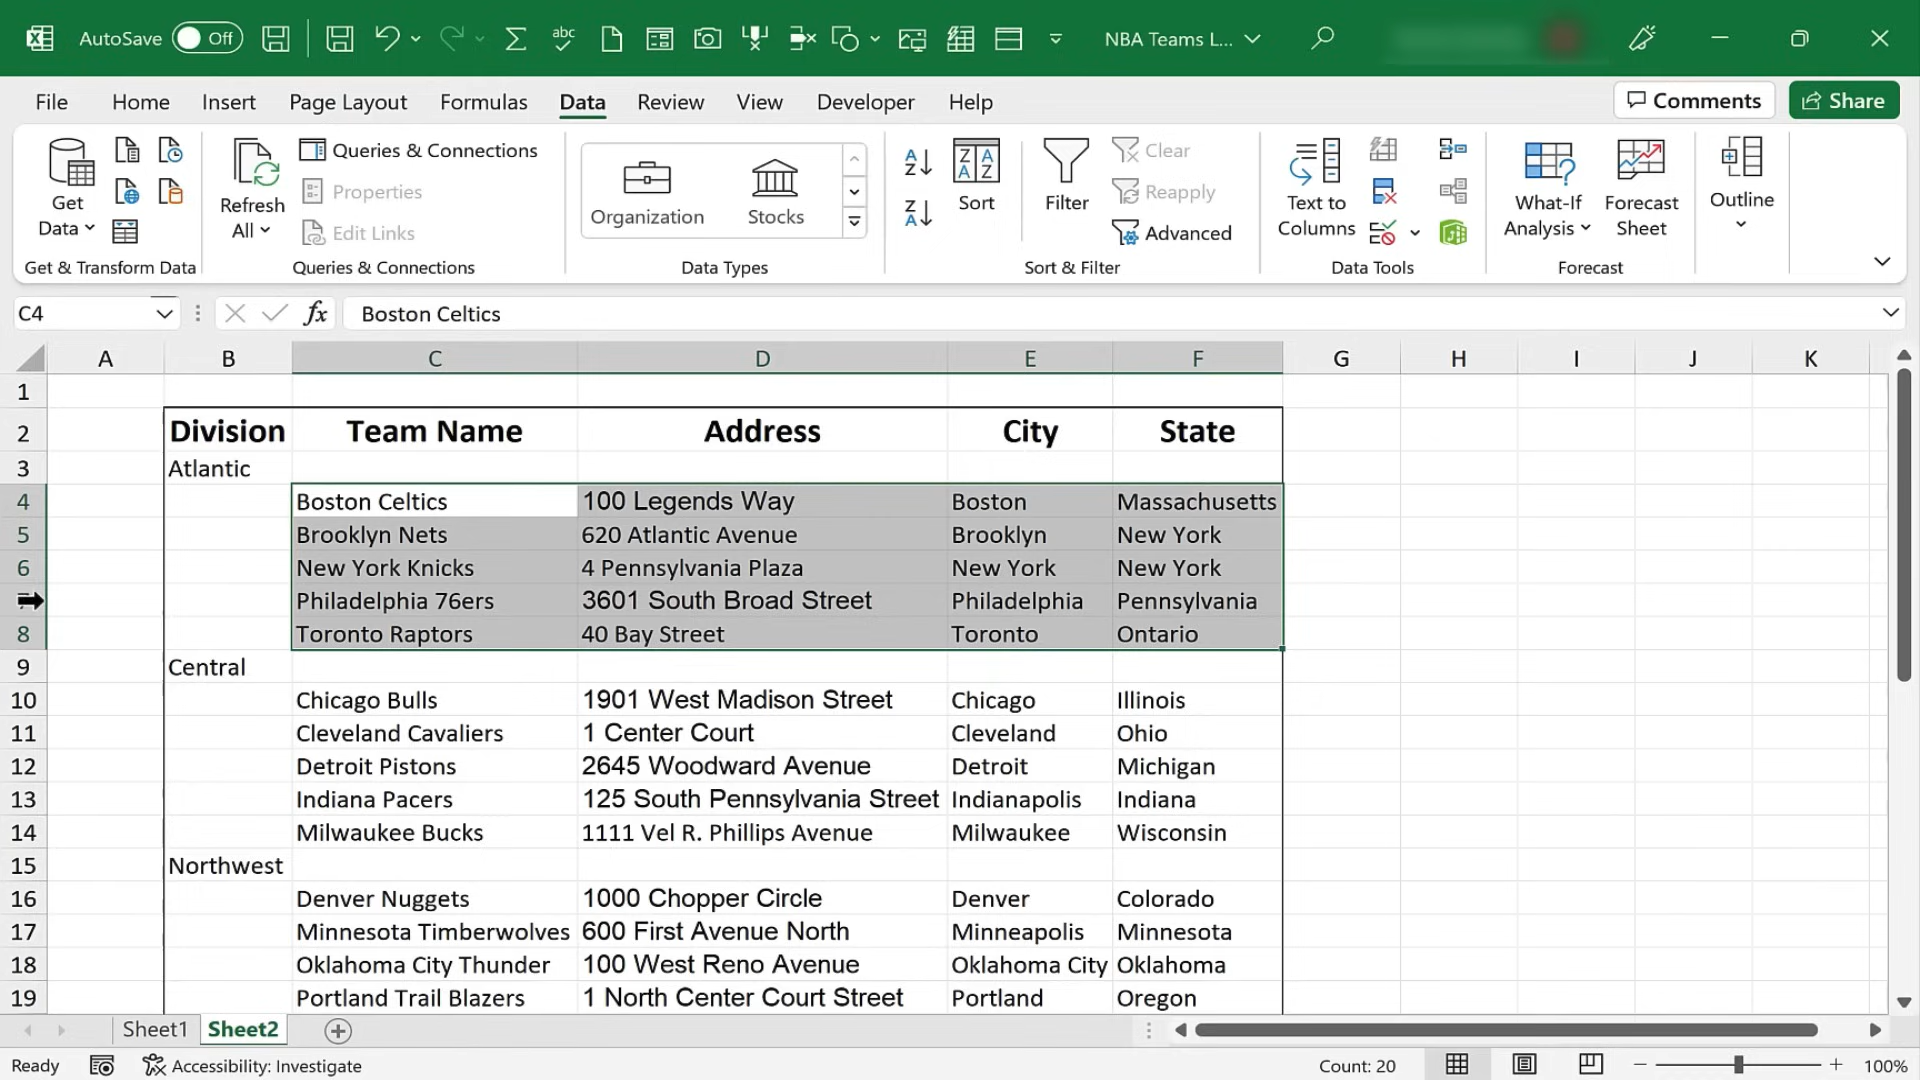 AutoSave Off abc NBA Teams L...
File Home Insert Page Layout Formulas Data Review View Developer Help Comments Share
Get Data
Refresh All
Queries & Connections
Properties
Edit Links
Organization Stocks
Sort
Filter
Clear
Reapply
Advanced
Text to Columns
What-If Analysis
Forecast Sheet
Outline
Get & Transform Data Queries & Connections Data Types Sort & Filter Data Tools Forecast
C4 fx Boston Celtics
A B C D E F G H I J K
1
2 Division Team Name Address City State
3 Atlantic
4 Boston Celtics 100 Legends Way Boston Massachusetts
5 Brooklyn Nets 620 Atlantic Avenue Brooklyn New York
6 New York Knicks 4 Pennsylvania Plaza New York New York
Philadelphia 76ers 3601 South Broad Street Philadelphia Pennsylvania
8 Toronto Raptors 40 Bay Street Toronto Ontario
9 Central
10 Chicago Bulls 1901 West Madison Street Chicago Illinois
11 Cleveland Cavaliers 1 Center Court Cleveland Ohio
12 Detroit Pistons 2645 Woodward Avenue Detroit Michigan
13 Indiana Pacers 125 South Pennsylvania Street Indianapolis Indiana
14 Milwaukee Bucks 1111 Vel R. Phillips Avenue Milwaukee Wisconsin
15 Northwest
16 Denver Nuggets 1000 Chopper Circle Denver Colorado
17 Minnesota Timberwolves 600 First Avenue North Minneapolis Minnesota
18 Oklahoma City Thunder 100 West Reno Avenue Oklahoma City Oklahoma
19 Portland Trail Blazers 1 North Center Court Street Portland Oregon
Sheet1 Sheet2
Ready Accessibility: Investigate Count: 20 100%